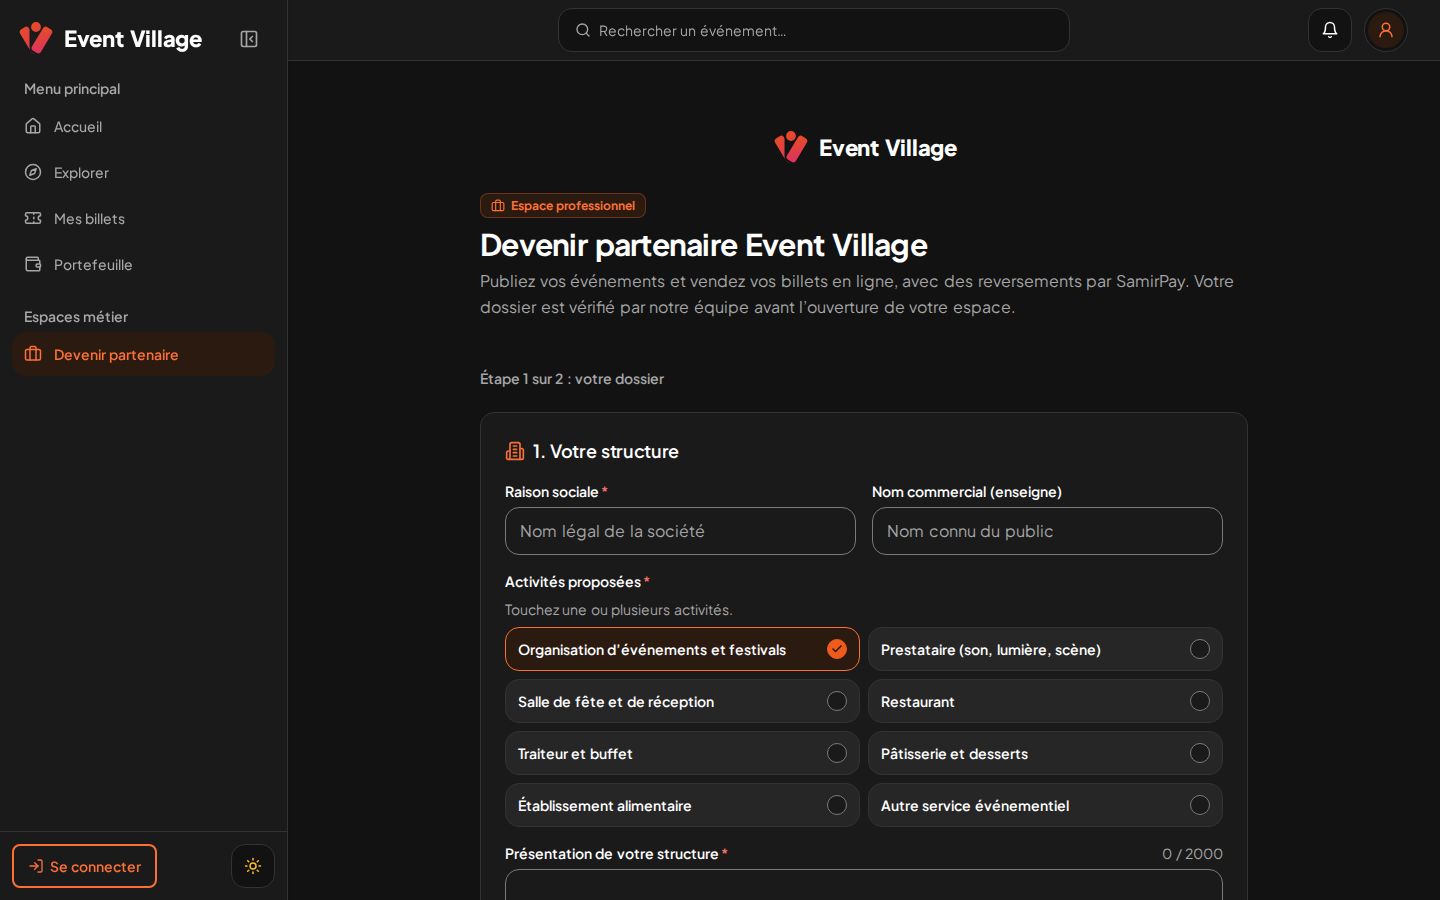 Event Village
Rechercher un événement...
Menu principal
Accueil
Explorer
Mes billets
Portefeuille
Espaces métier
Devenir partenaire
Se connecter
Event Village
Espace professionnel
Devenir partenaire Event Village
Publiez vos événements et vendez vos billets en ligne, avec des reversements par SamirPay. Votre
dossier est vérifié par notre équipe avant l'ouverture de votre espace.
Étape 1 sur 2 : votre dossier
1. Votre structure
Raison sociale *
Nom commercial (enseigne)
Nom légal de la société
Nom connu du public
Activités proposées *
Touchez une ou plusieurs activités.
Organisation d'événements et festivals
Prestataire (son, lumière, scène)
Salle de fête et de réception
Restaurant
Traiteur et buffet
Pâtisserie et desserts
Établissement alimentaire
Autre service événementiel
Présentation de votre structure *
0 / 2000